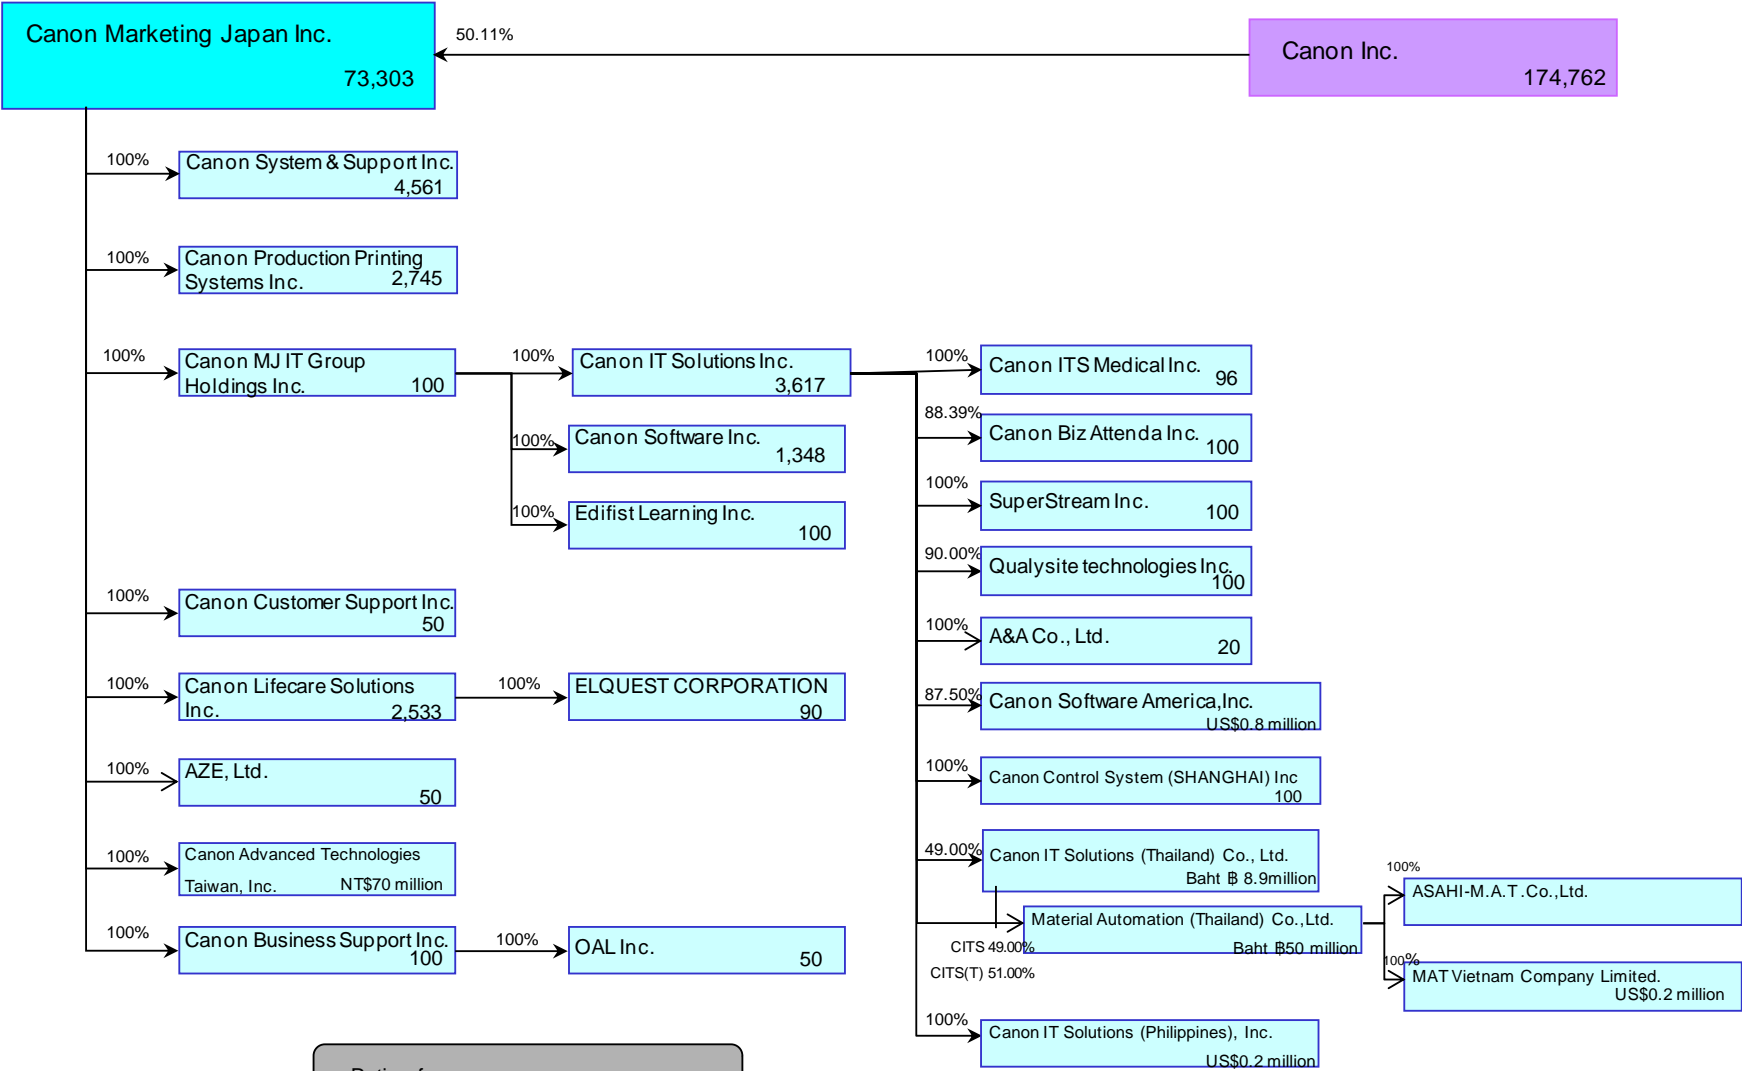 Canon Marketing Japan Inc.
73,303
50.11%
Canon Inc.
174,762
100%
Canon System & Support Inc.
4,561
100%
Canon Production Printing
Systems Inc.
2,745
100%
Canon MJ IT Group
Holdings Inc.
100
100%
Canon IT Solutions Inc.
3,617
100%
Canon Software Inc.
1,348
100%
Edifist Learning Inc.
100
100%
Canon ITS Medical Inc.
96
88.39%
Canon Biz Attenda Inc.
100
100%
SuperStream Inc.
100
90.00%
Qualysite technologies Inc.
100
100%
A&A Co., Ltd.
20
87.50%
Canon Software America,Inc.
US$0.8 million
100%
Canon Control System (SHANGHAI) Inc
100
49.00%
Canon IT Solutions (Thailand) Co., Ltd.
Baht ฿ 8.9million
Material Automation (Thailand) Co.,Ltd.
Baht ฿50 million
CITS 49.00%
CITS(T) 51.00%
100%
ASAHI-M.A.T.Co.,Ltd.
100%
MAT Vietnam Company Limited.
US$0.2 million
100%
Canon IT Solutions (Philippines), Inc.
US$0.2 million
100%
Canon Customer Support Inc.
50
100%
Canon Lifecare Solutions
Inc.
2,533
100%
ELQUEST CORPORATION
90
100%
AZE, Ltd.
50
100%
Canon Advanced Technologies
Taiwan, Inc.
NT$70 million
100%
Canon Business Support Inc.
100
100%
OAL Inc.
50